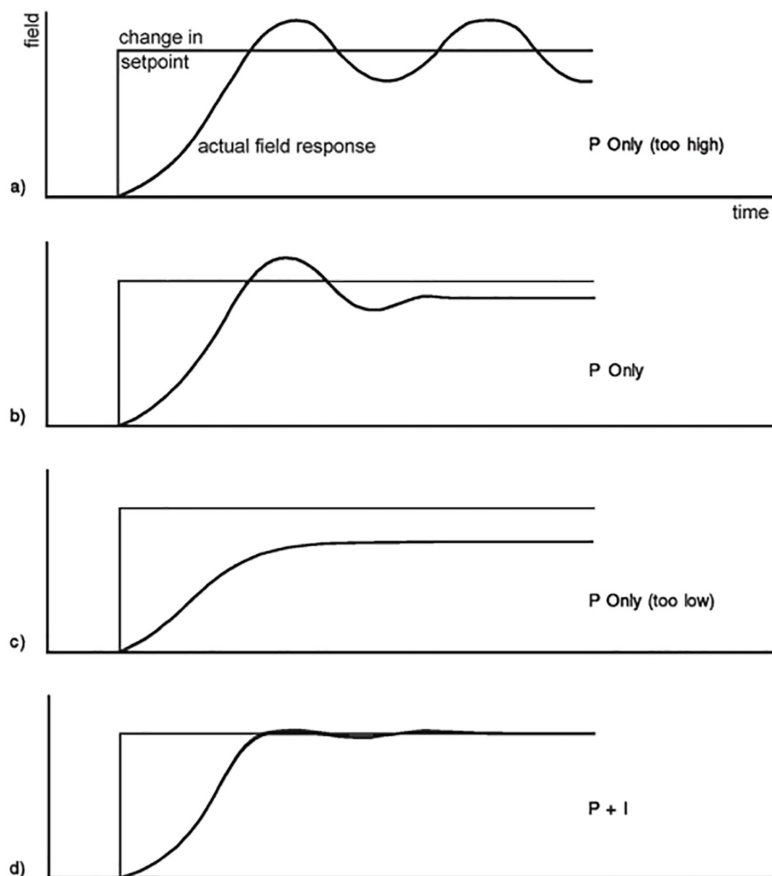 field
change in
setpoint
actual field response
P Only (too high)
a)
time
P Only
b)
P Only (too low)
c)
P + I
d)